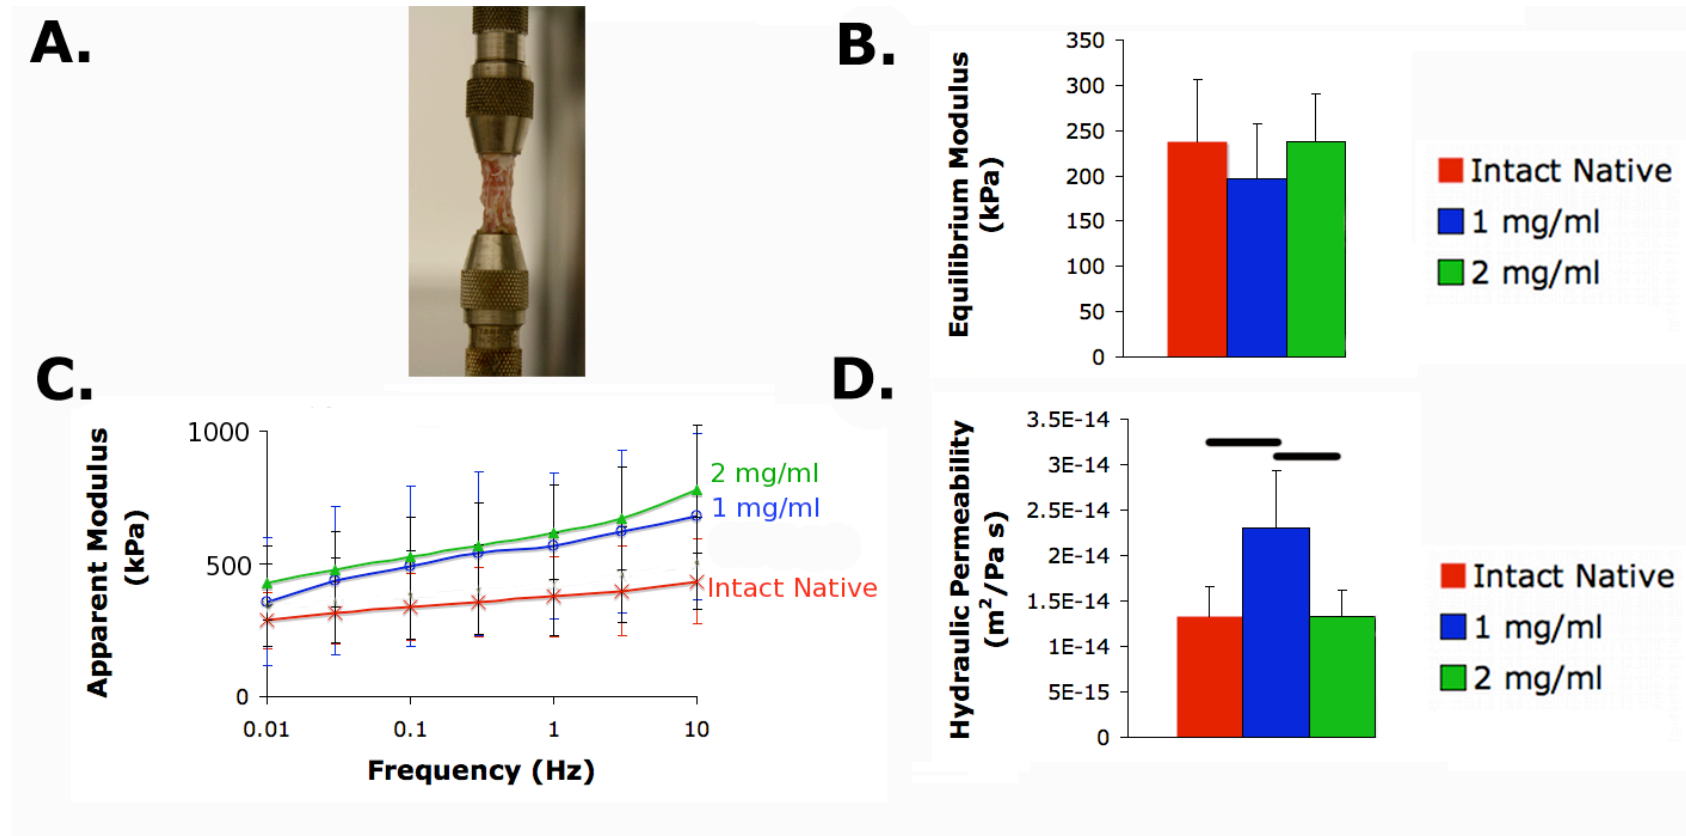 A.
B.
Equilibrium Modulus
(kPa)
350
300
250
200
150
100
50
0
Intact Native
1 mg/ml
2 mg/ml
C.
Apparent Modulus
(kPa)
1000
500
0
0.01
0.1
1
10
Frequency (Hz)
2 mg/ml
1 mg/ml
Intact Native
D.
Hydraulic Permeability
(m²/Pa s)
3.5E-14
3E-14
2.5E-14
2E-14
1.5E-14
1E-14
5E-15
0
Intact Native
1 mg/ml
2 mg/ml